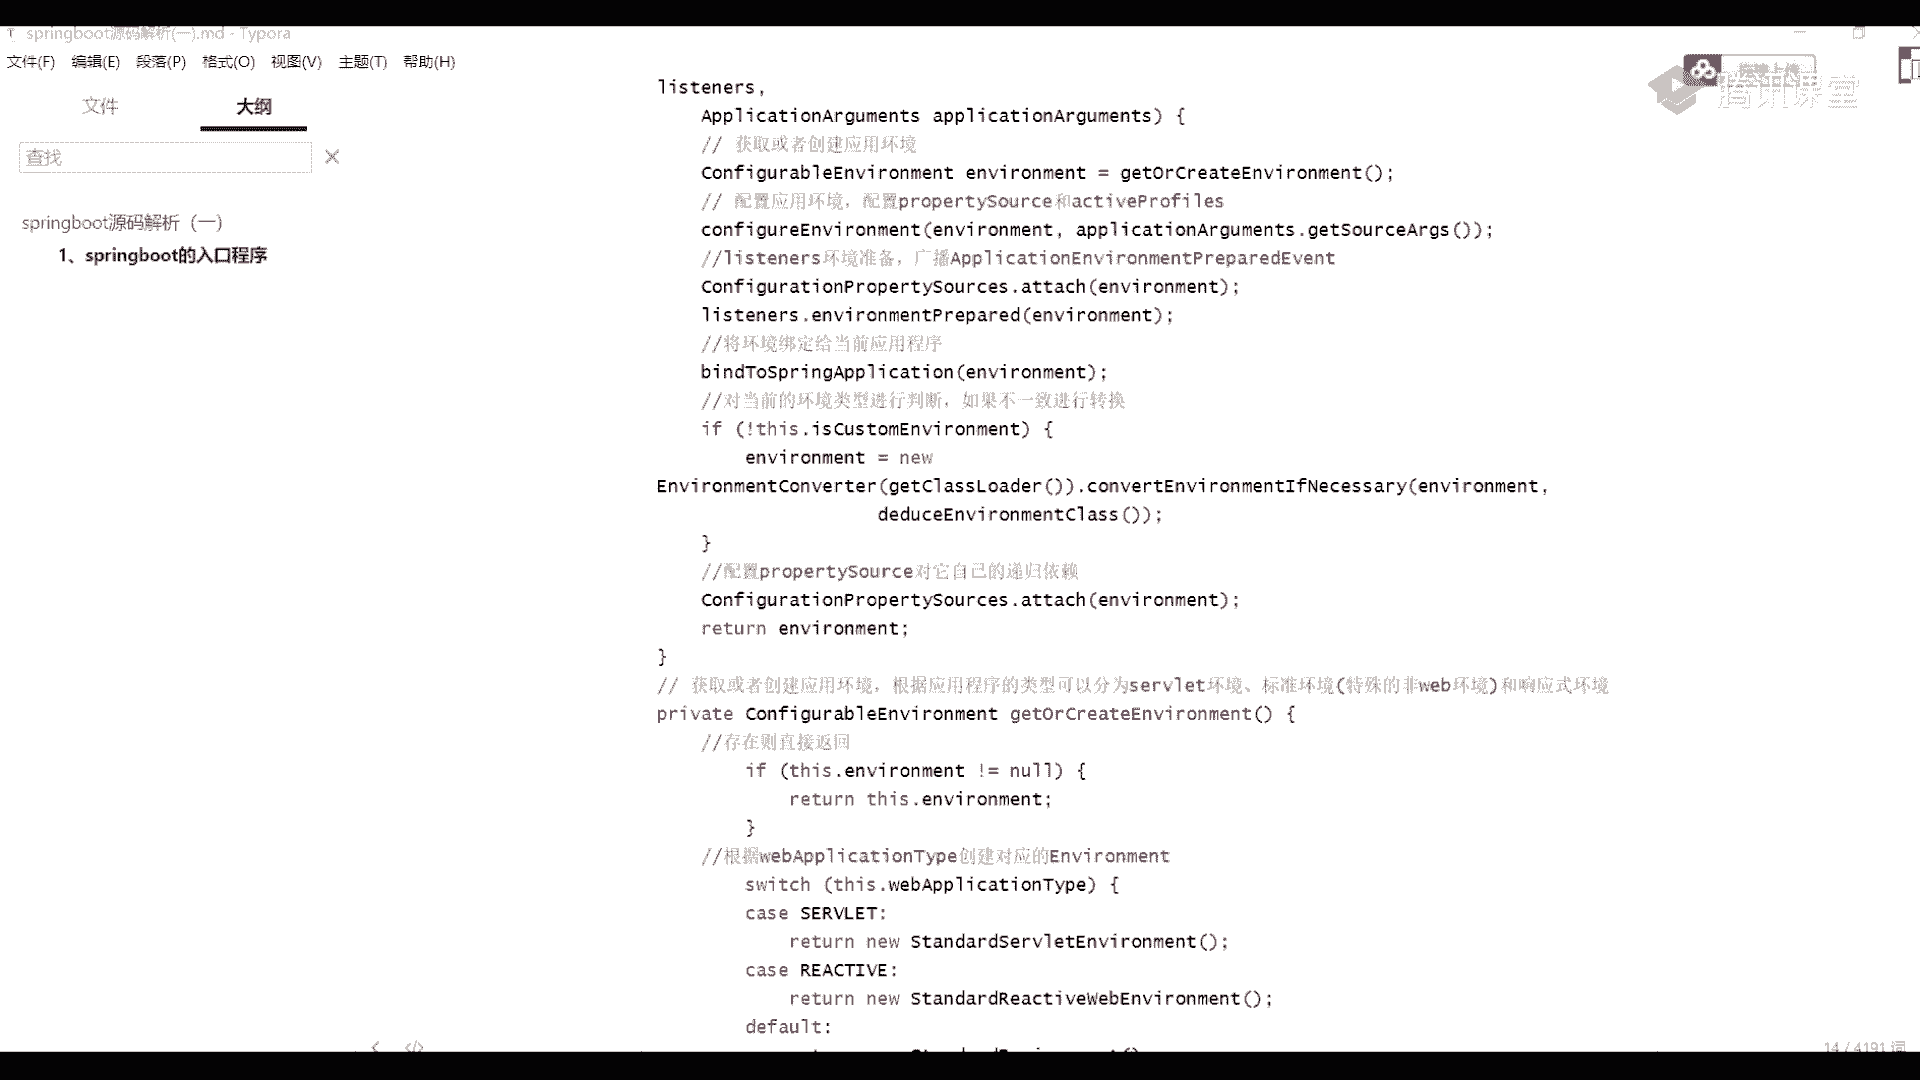 springboot源码解析(一).md - Typora
文件(F) 编辑(E) 段落(P) 格式(O) 视图(V) 主题(T) 帮助(H)
文件 大纲
查找
springboot源码解析（一）
1、springboot的入口程序
腾讯课堂
listeners,
ApplicationArguments applicationArguments) {
// 获取或者创建应用环境
ConfigurableEnvironment environment = getOrCreateEnvironment();
// 配置应用环境，配置propertySource和activeProfiles
configureEnvironment(environment, applicationArguments.getSourceArgs());
//listeners环境准备，广播ApplicationEnvironmentPreparedEvent
ConfigurationPropertySources.attach(environment);
listeners.environmentPrepared(environment);
//将环境绑定给当前应用程序
bindToSpringApplication(environment);
//对当前的环境类型进行判断，如果不一致进行转换
if (!this.isCustomEnvironment) {
environment = new
EnvironmentConverter(getClassLoader()).convertEnvironmentIfNecessary(environment,
deduceEnvironmentClass());
}
//配置propertySource对它自己的递归依赖
ConfigurationPropertySources.attach(environment);
return environment;
}
// 获取或者创建应用环境，根据应用程序的类型可以分为servlet环境、标准环境(特殊的非web环境)和响应式环境
private ConfigurableEnvironment getOrCreateEnvironment() {
//存在则直接返回
if (this.environment != null) {
return this.environment;
}
//根据webApplicationType创建对应的Environment
switch (this.webApplicationType) {
case SERVLET:
return new StandardServletEnvironment();
case REACTIVE:
return new StandardReactiveWebEnvironment();
default:
14 / 4191 词